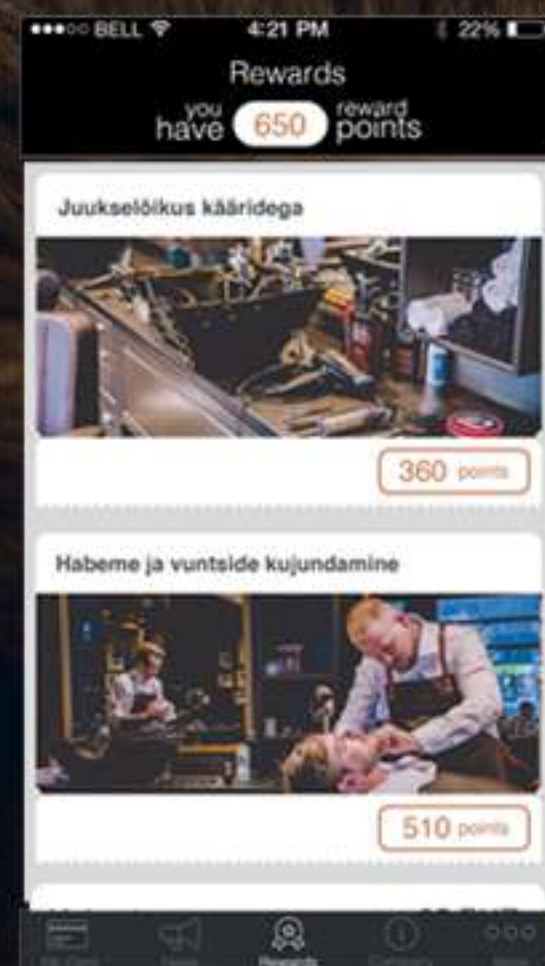 BELL 4:21 PM 22%
Rewards
you have 650 reward points
Juukselõikus kääridega
360 points
Habeme ja vuntside kujundamine
510 points
Rewards